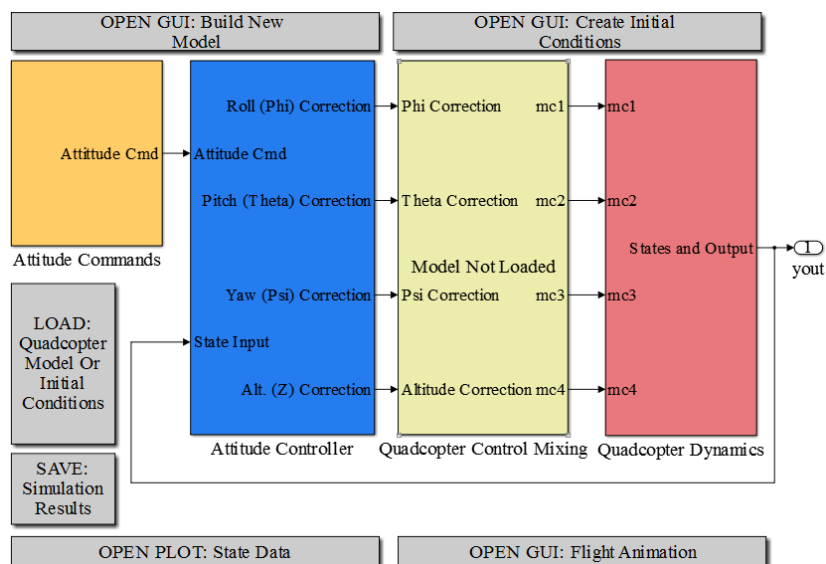 OPEN GUI: Build New
Model
OPEN GUI: Create Initial
Conditions
Attittude Cmd
Attitude Commands
Roll (Phi) Correction
Attitude Cmd
Pitch (Theta) Correction
Yaw (Psi) Correction
State Input
Alt. (Z) Correction
Attitude Controller
Phi Correction
mc1
Theta Correction
mc2
Model Not Loaded
Psi Correction
mc3
Altitude Correction
mc4
Quadcopter Control Mixing
mc1
mc2
States and Output
mc3
mc4
Quadcopter Dynamics
1
yout
LOAD:
Quadcopter
Model Or
Initial
Conditions
SAVE:
Simulation
Results
OPEN PLOT: State Data
OPEN GUI: Flight Animation